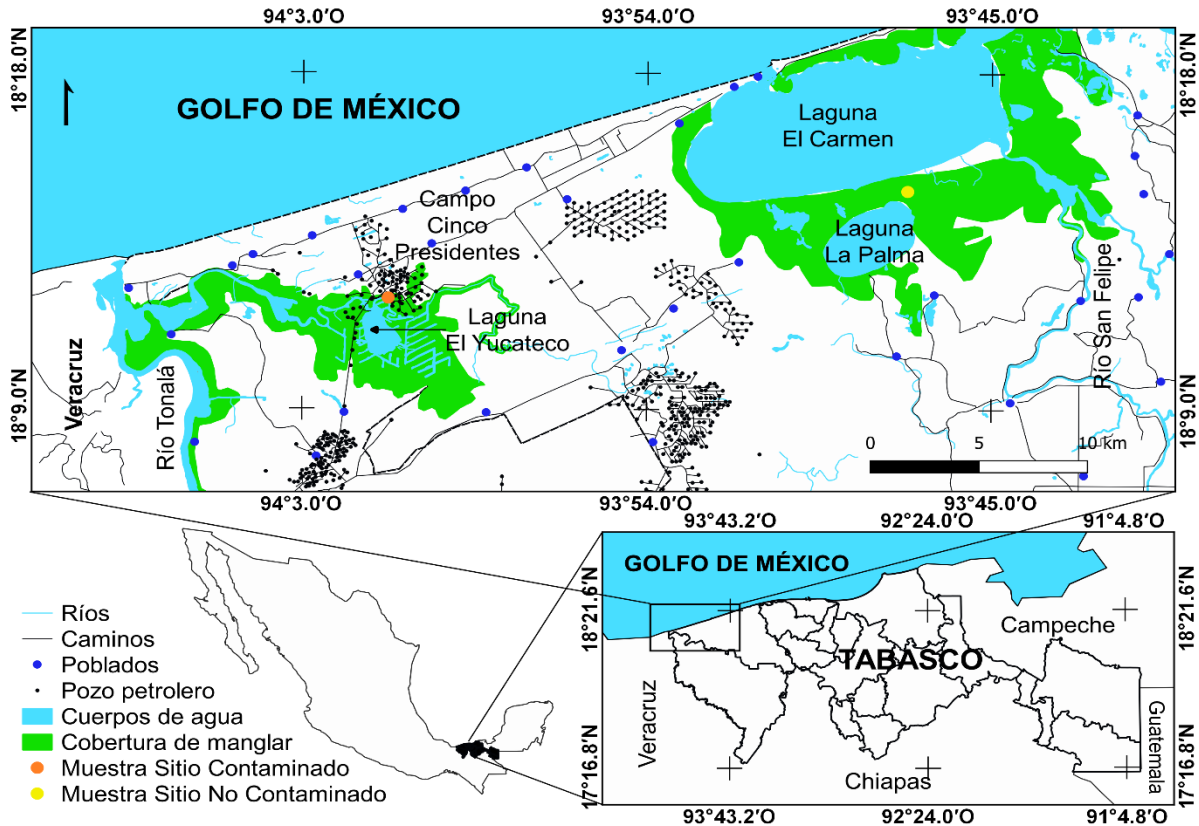 94°3.0'O 93°54.0'O 93°45.0'O
18°18.0'N
18°18.0'N
GOLFO DE MÉXICO
Laguna
El Carmen
Campo
Cinco
Presidentes
Laguna
La Palma
Laguna
El Yucateco
Río San Felipe
Veracruz
Río Tonalá
18°9.0'N
18°9.0'N
0 5 10 km
94°3.0'O 93°54.0'O 93°45.0'O
93°43.2'O 92°24.0'O 91°4.8'O
GOLFO DE MÉXICO
18°21.6'N
18°21.6'N
Campeche
TABASCO
Veracruz
Guatemala
Chiapas
17°16.8'N
17°16.8'N
93°43.2'O 92°24.0'O 91°4.8'O
Ríos
Caminos
Poblados
Pozo petrolero
Cuerpos de agua
Cobertura de manglar
Muestra Sitio Contaminado
Muestra Sitio No Contaminado